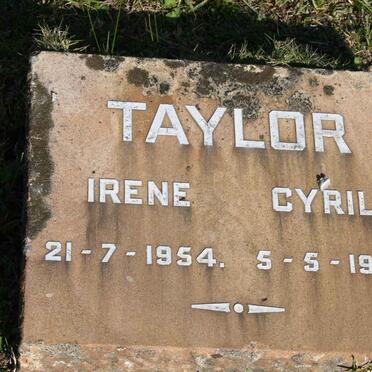 TAYLOR
IRENE CYRIL
21-7-1954. 5-5-19